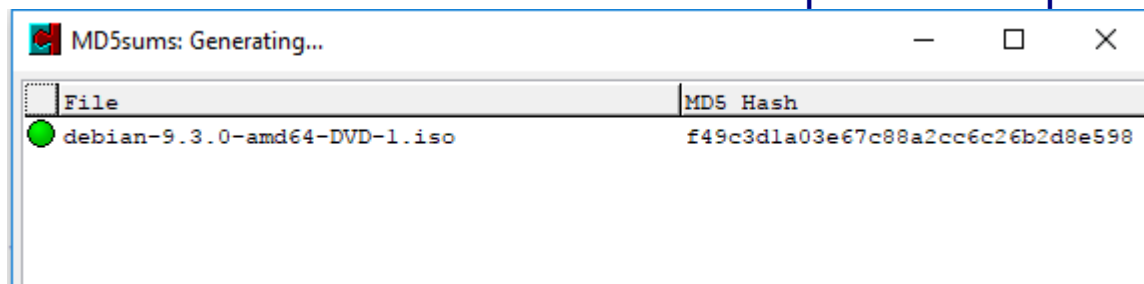 MD5sums: Generating...
File MD5 Hash
debian-9.3.0-amd64-DVD-1.iso f49c3d1a03e67c88a2cc6c26b2d8e598